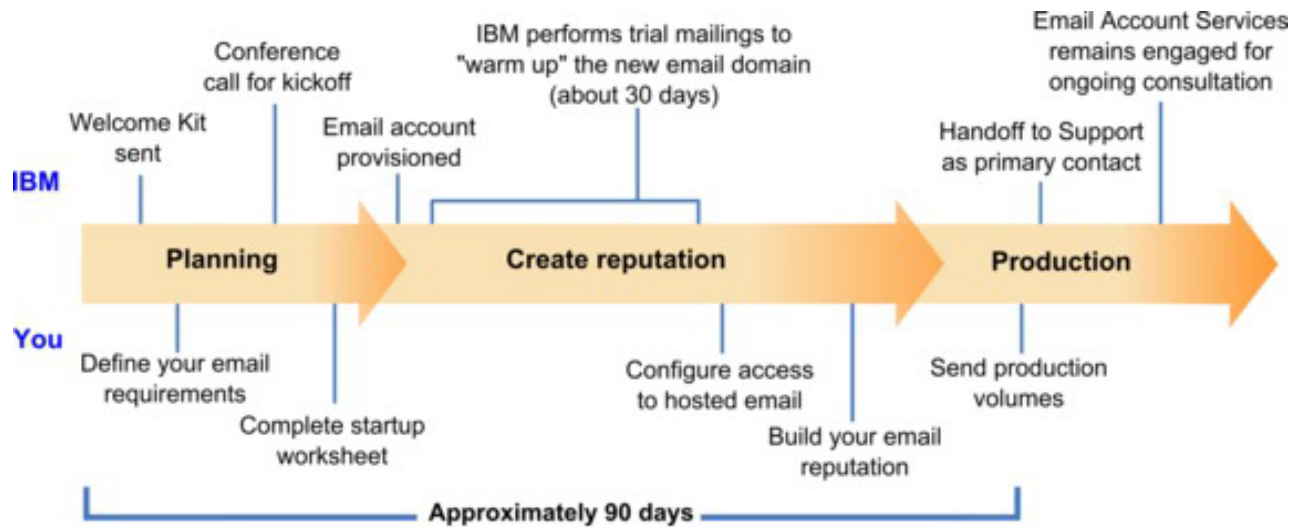 Conference
call for kickoff
IBM performs trial mailings to
"warm up" the new email domain
(about 30 days)
Email Account Services
remains engaged for
ongoing consultation
Welcome Kit
sent
Email account
provisioned
Handoff to Support
as primary contact
IBM
Planning
Create reputation
Production
You
Define your email
requirements
Complete startup
worksheet
Configure access
to hosted email
Build your email
reputation
Send production
volumes
Approximately 90 days